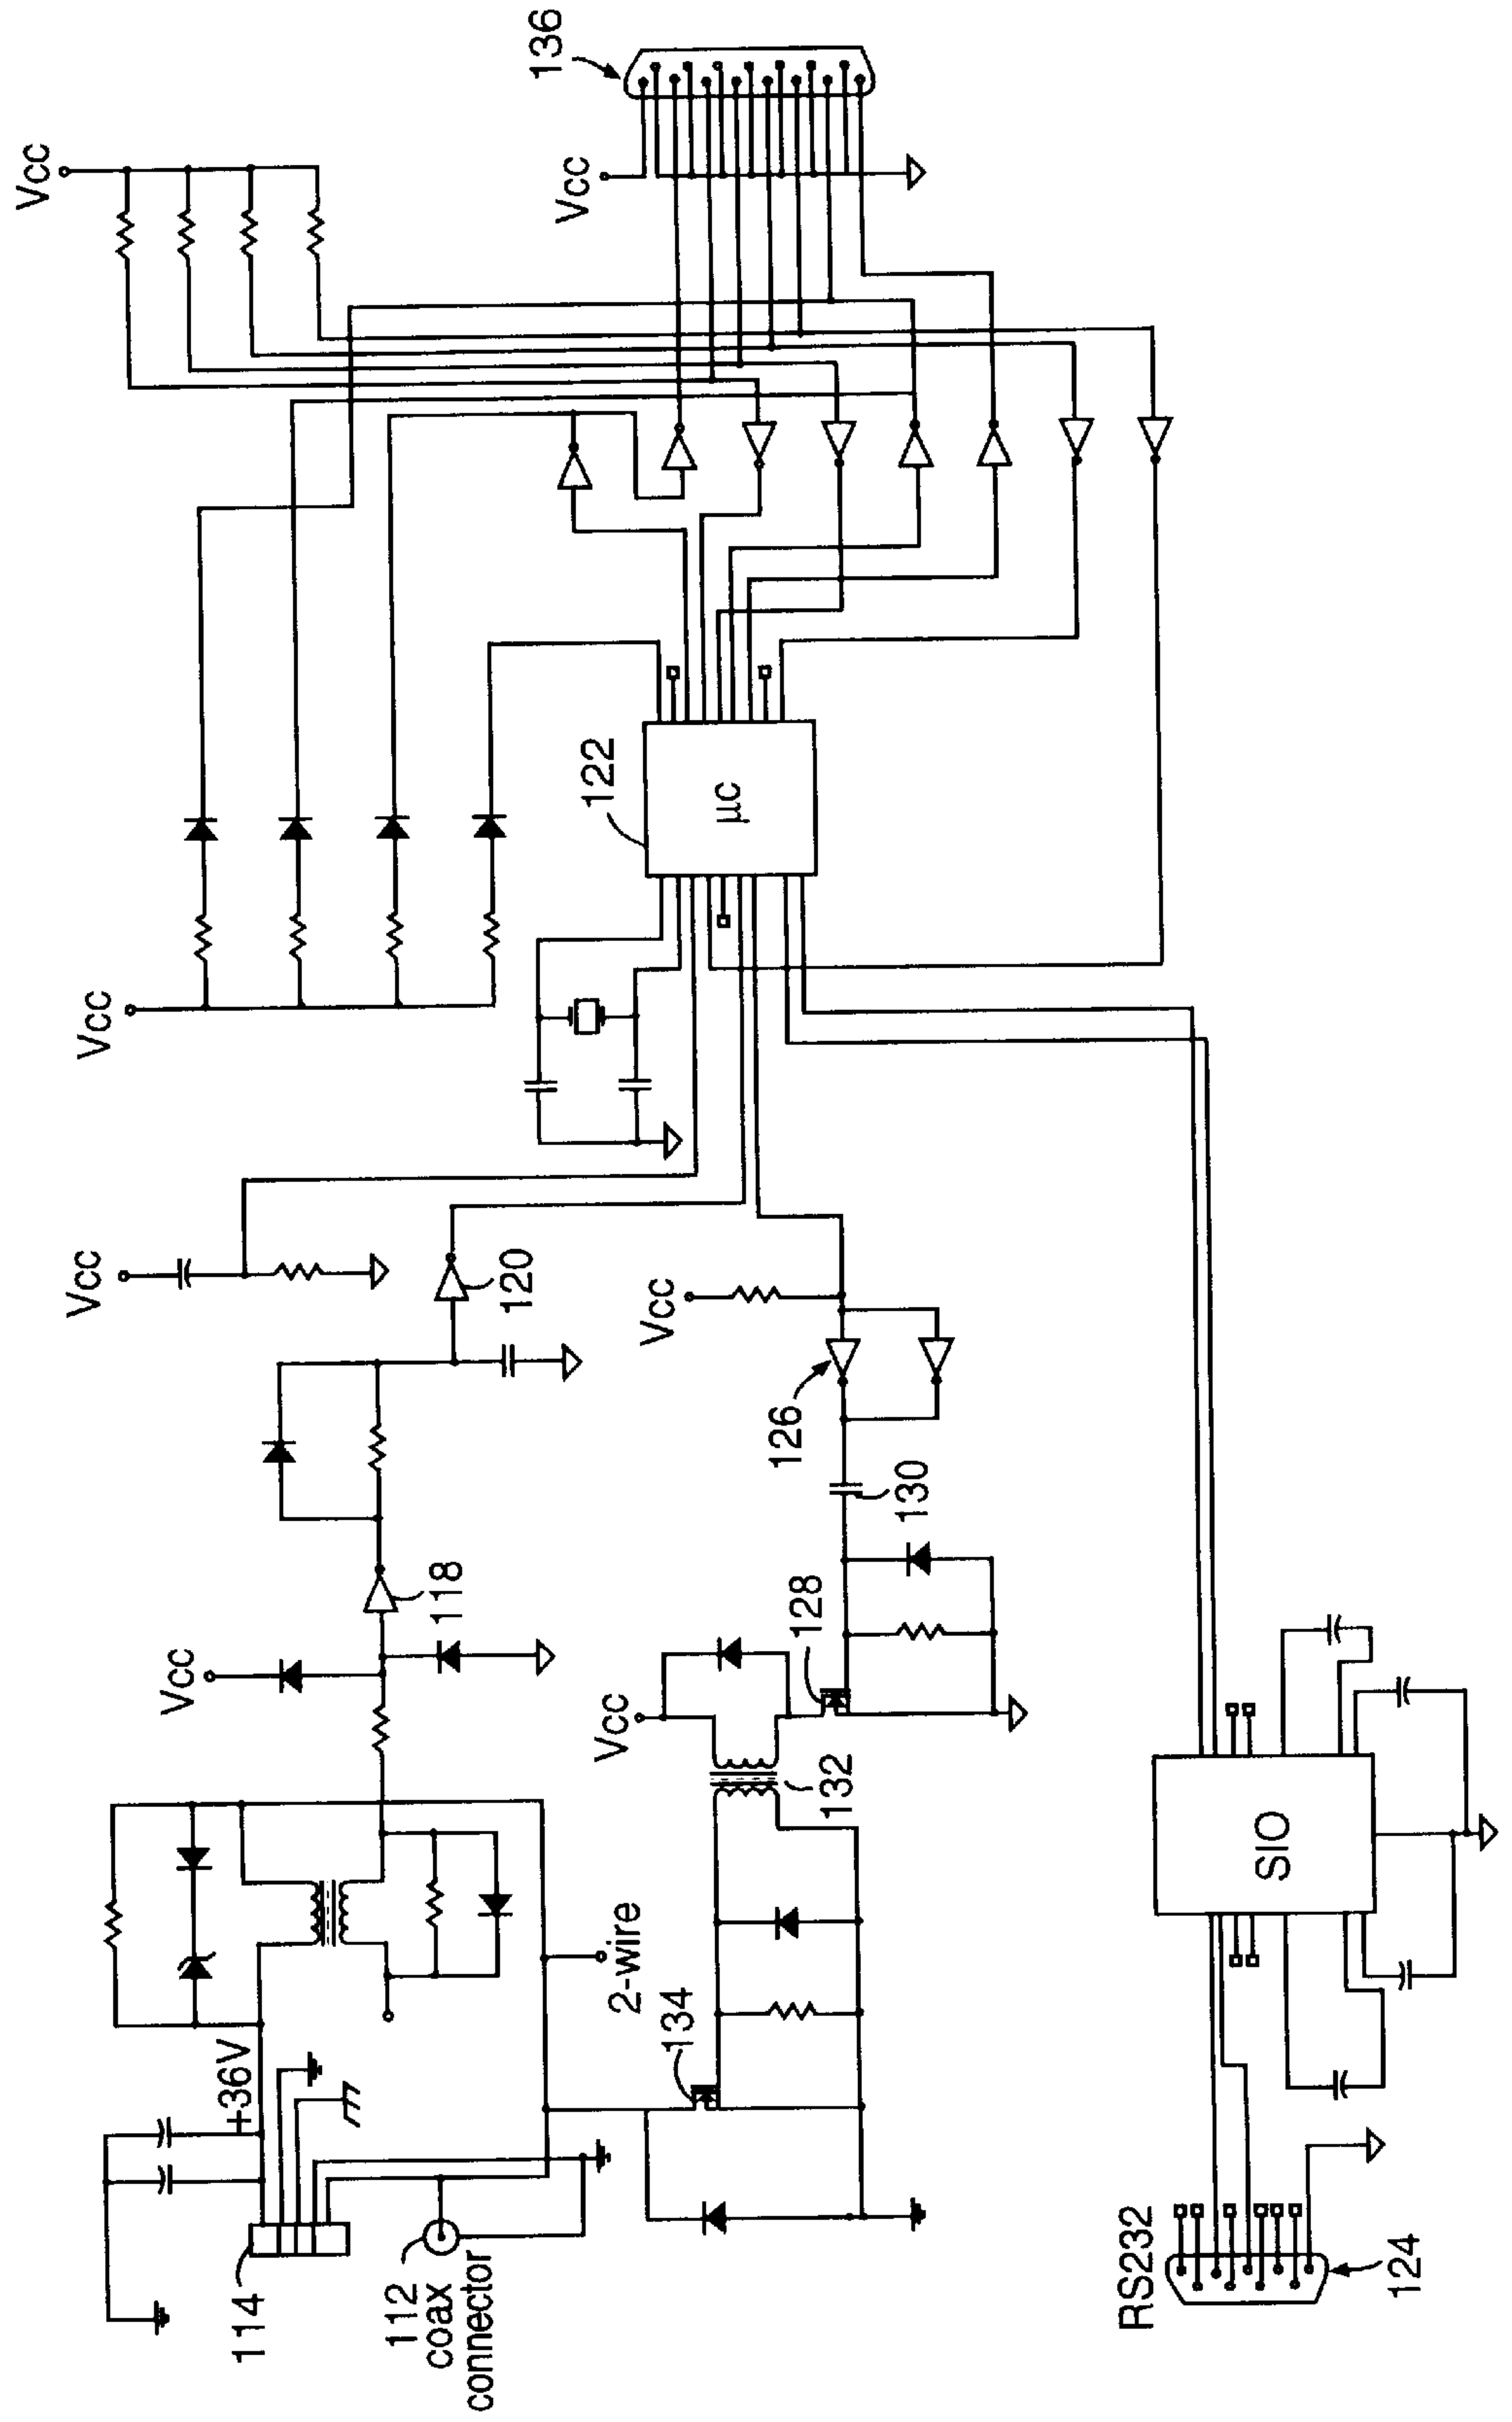 114
112
coax
connector
+36V
2-wire
134
132
Vcc
128
130
126
Vcc
Vcc
118
120
Vcc
Vcc
122
µc
Vcc
Vcc
136
RS232
124
SIO